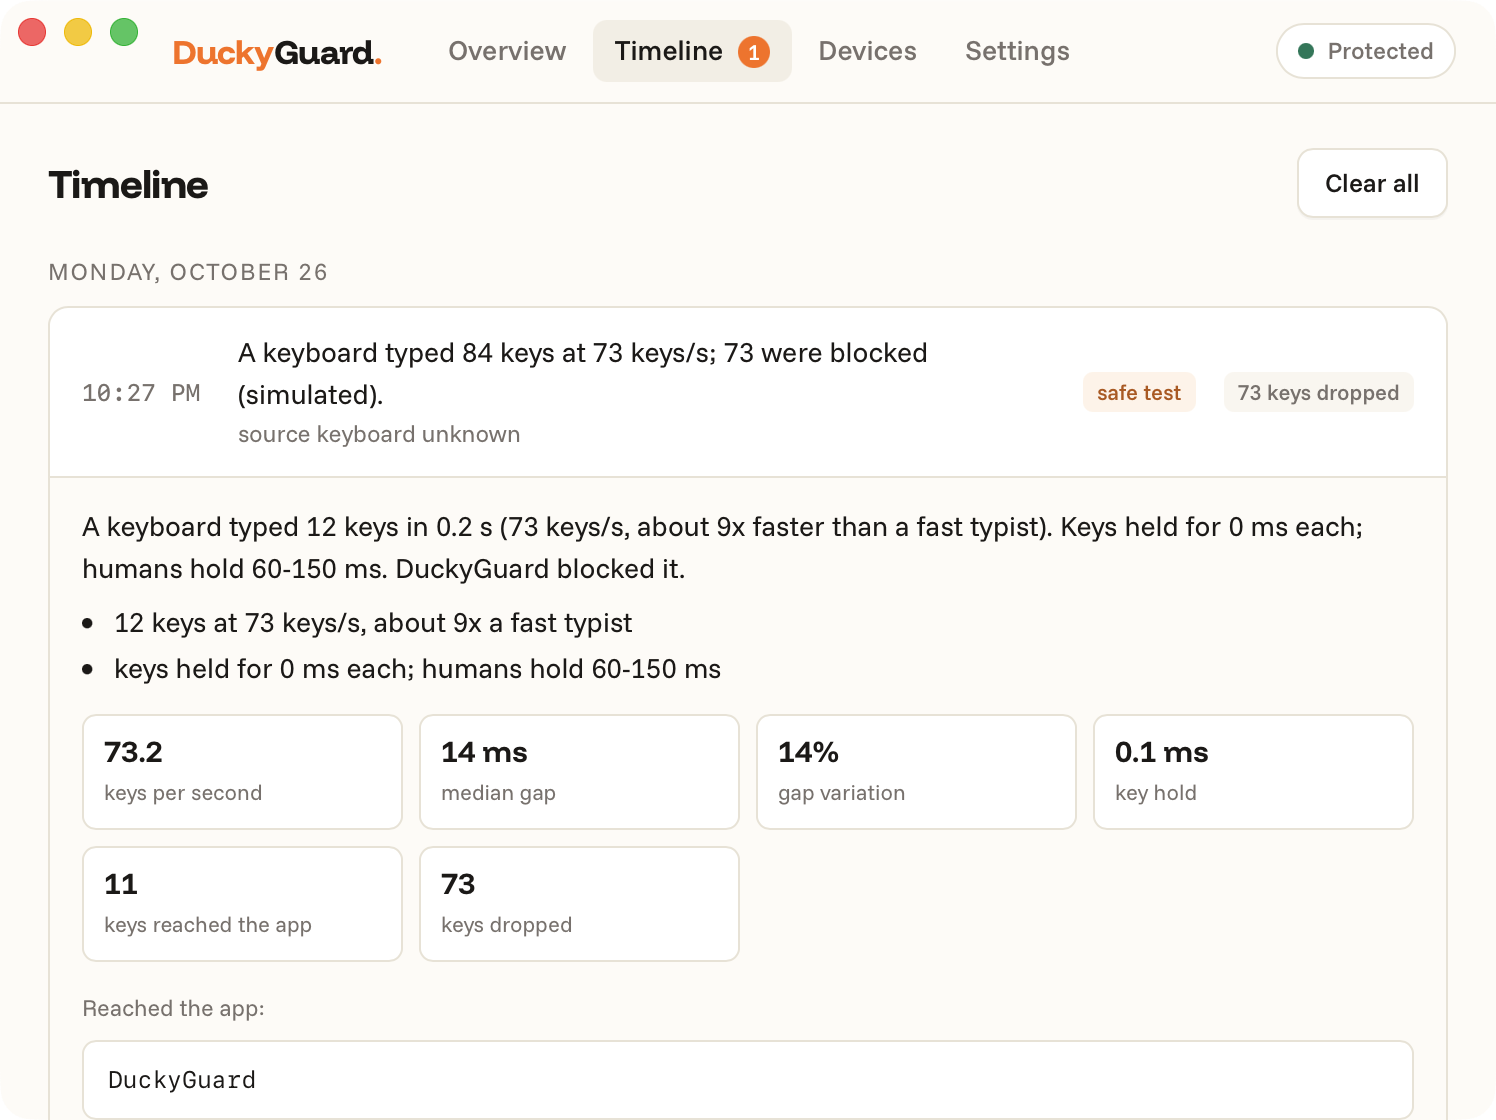 DuckyGuard.
Overview
Timeline 1
Devices
Settings
Protected
Timeline
Clear all
MONDAY, OCTOBER 26
10:27 PM
A keyboard typed 84 keys at 73 keys/s; 73 were blocked
(simulated).
source keyboard unknown
safe test
73 keys dropped
A keyboard typed 12 keys in 0.2 s (73 keys/s, about 9x faster than a fast typist). Keys held for 0 ms each;
humans hold 60-150 ms. DuckyGuard blocked it.
• 12 keys at 73 keys/s, about 9x a fast typist
• keys held for 0 ms each; humans hold 60-150 ms
73.2
keys per second
14 ms
median gap
14%
gap variation
0.1 ms
key hold
11
keys reached the app
73
keys dropped
Reached the app:
DuckyGuard